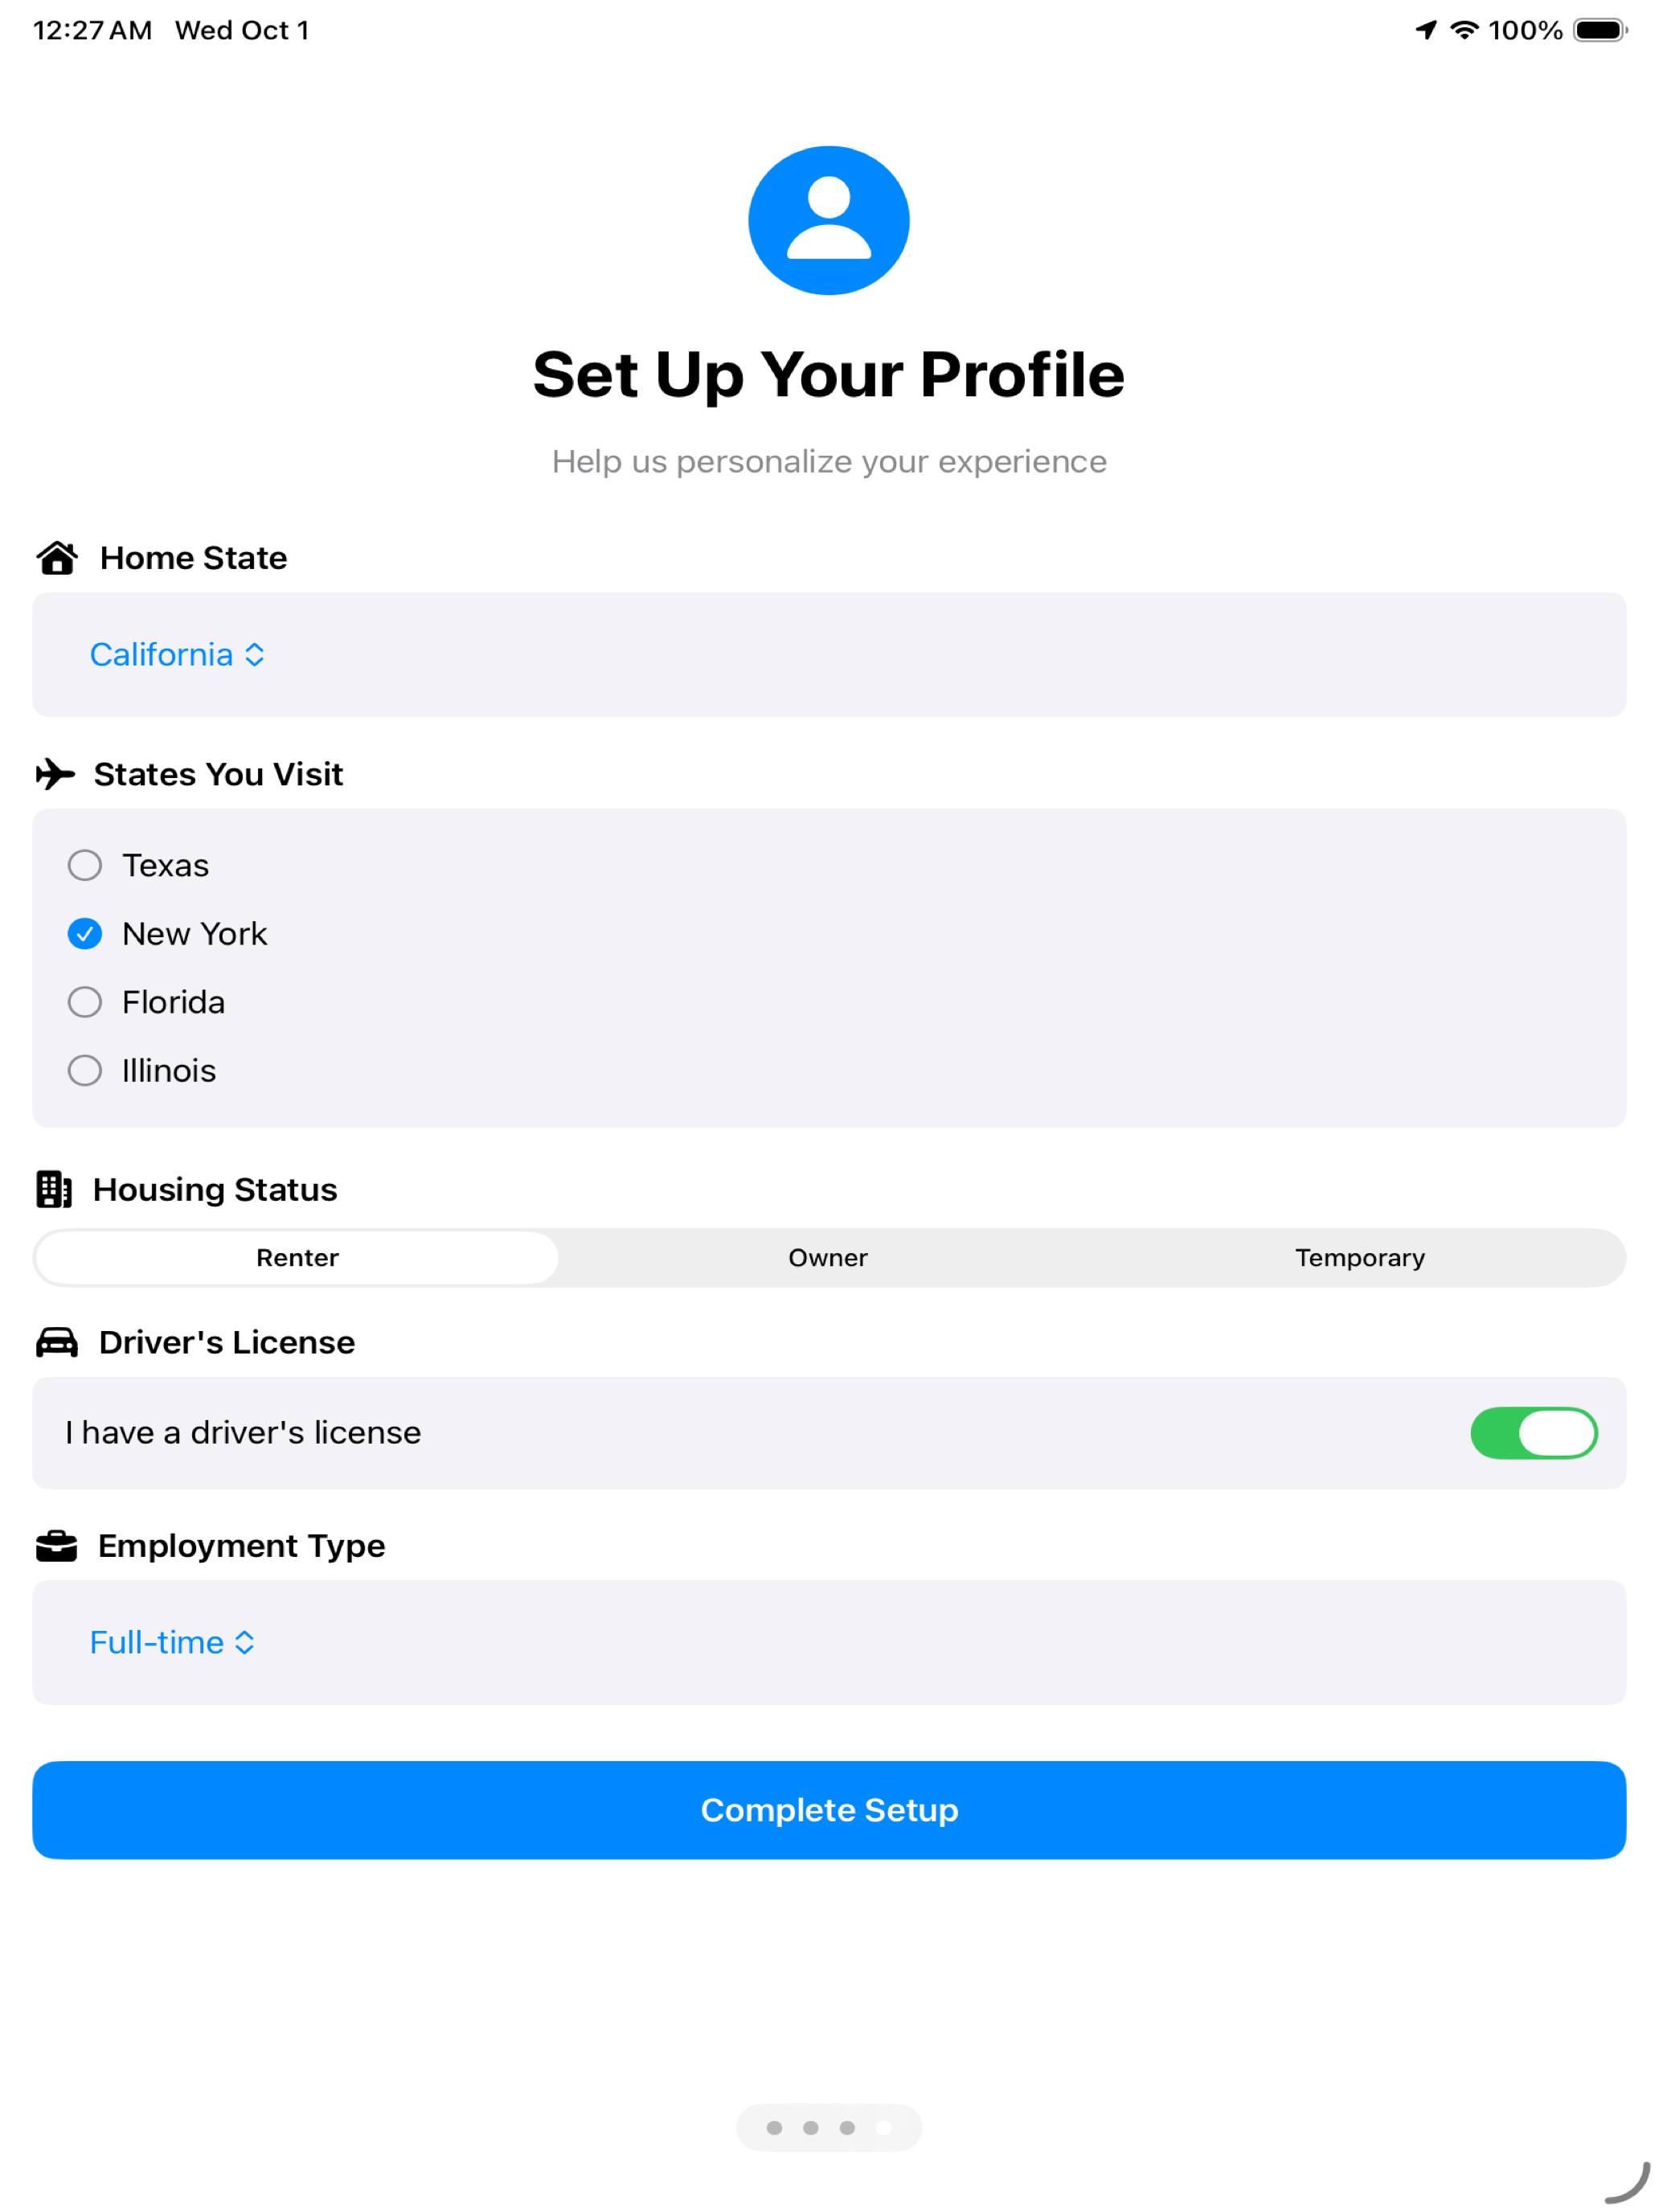 12:27 AM Wed Oct 1 100%
Set Up Your Profile
Help us personalize your experience
Home State
California
States You Visit
Texas
New York
Florida
Illinois
Housing Status
Renter Owner Temporary
Driver's License
I have a driver's license
Employment Type
Full-time
Complete Setup